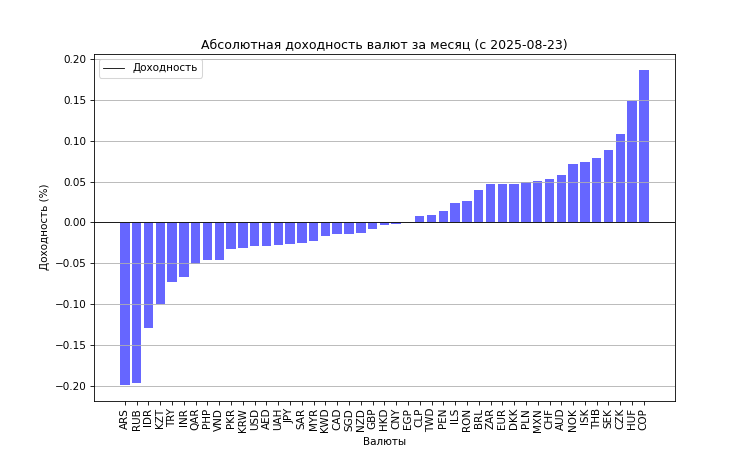 Абсолютная доходность валют за месяц (с 2025-08-23)
Доходность
0.20
0.15
0.10
0.05
0.00
−0.05
−0.10
−0.15
−0.20
Доходность (%)
ARS RUB IDR KZT TRY INR QAR PHP VND PKR KRW USD AED UAH JPY SAR MYR KWD CAD SGD NZD GBP HKD CNY EGP CLP TWD PEN ILS RON BRL ZAR EUR DKK PLN MXN CHF AUD NOK ISK THB SEK CZK HUF COP
Валюты